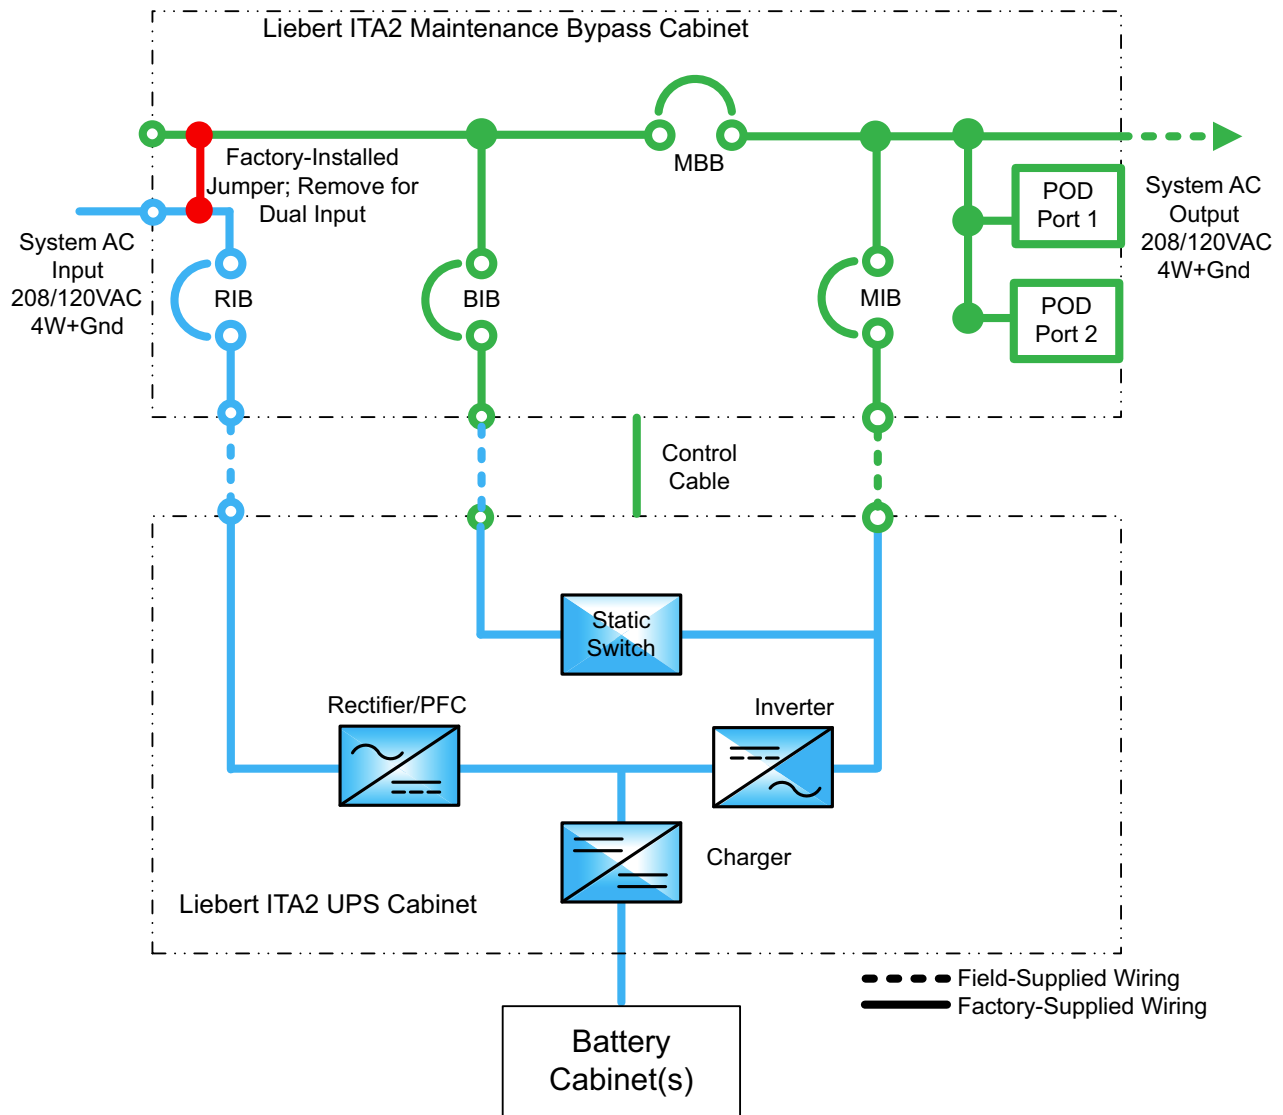 Liebert ITA2 Maintenance Bypass Cabinet
Factory-Installed
Jumper; Remove for
Dual Input
MBB
POD
Port 1
System AC
Output
208/120VAC
4W+Gnd
System AC
Input
208/120VAC
4W+Gnd
RIB
BIB
MIB
POD
Port 2
Control
Cable
Static
Switch
Rectifier/PFC
Inverter
Charger
Liebert ITA2 UPS Cabinet
Field-Supplied Wiring
Factory-Supplied Wiring
Battery
Cabinet(s)